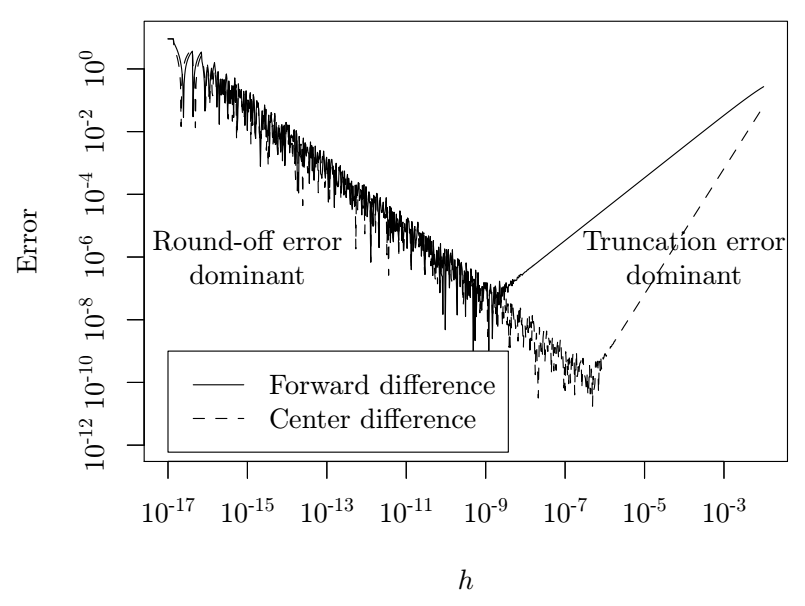 Error
10^0
10^-2
10^-4
10^-6
10^-8
10^-10
10^-12
Round-off error
dominant
Truncation error
dominant
Forward difference
Center difference
10^-17 10^-15 10^-13 10^-11 10^-9 10^-7 10^-5 10^-3
h